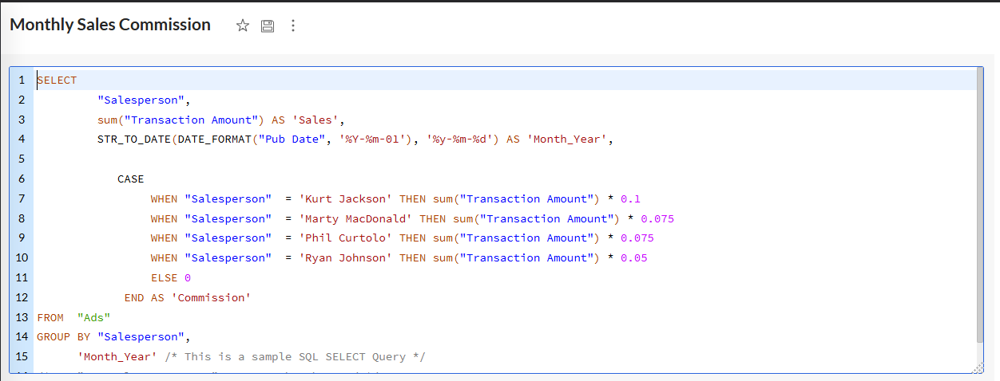 Monthly Sales Commission
1 SELECT
2 "Salesperson",
3 sum("Transaction Amount") AS 'Sales',
4 STR_TO_DATE(DATE_FORMAT("Pub Date", '%Y-%m-01'), '%y-%m-%d') AS 'Month_Year',
5
6 CASE
7 WHEN "Salesperson"  = 'Kurt Jackson' THEN sum("Transaction Amount") * 0.1
8 WHEN "Salesperson"  = 'Marty MacDonald' THEN sum("Transaction Amount") * 0.075
9 WHEN "Salesperson"  = 'Phil Curtolo' THEN sum("Transaction Amount") * 0.075
10 WHEN "Salesperson"  = 'Ryan Johnson' THEN sum("Transaction Amount") * 0.05
11 ELSE 0
12 END AS 'Commission'
13 FROM  "Ads"
14 GROUP BY "Salesperson",
15 'Month_Year' /* This is a sample SQL SELECT Query */